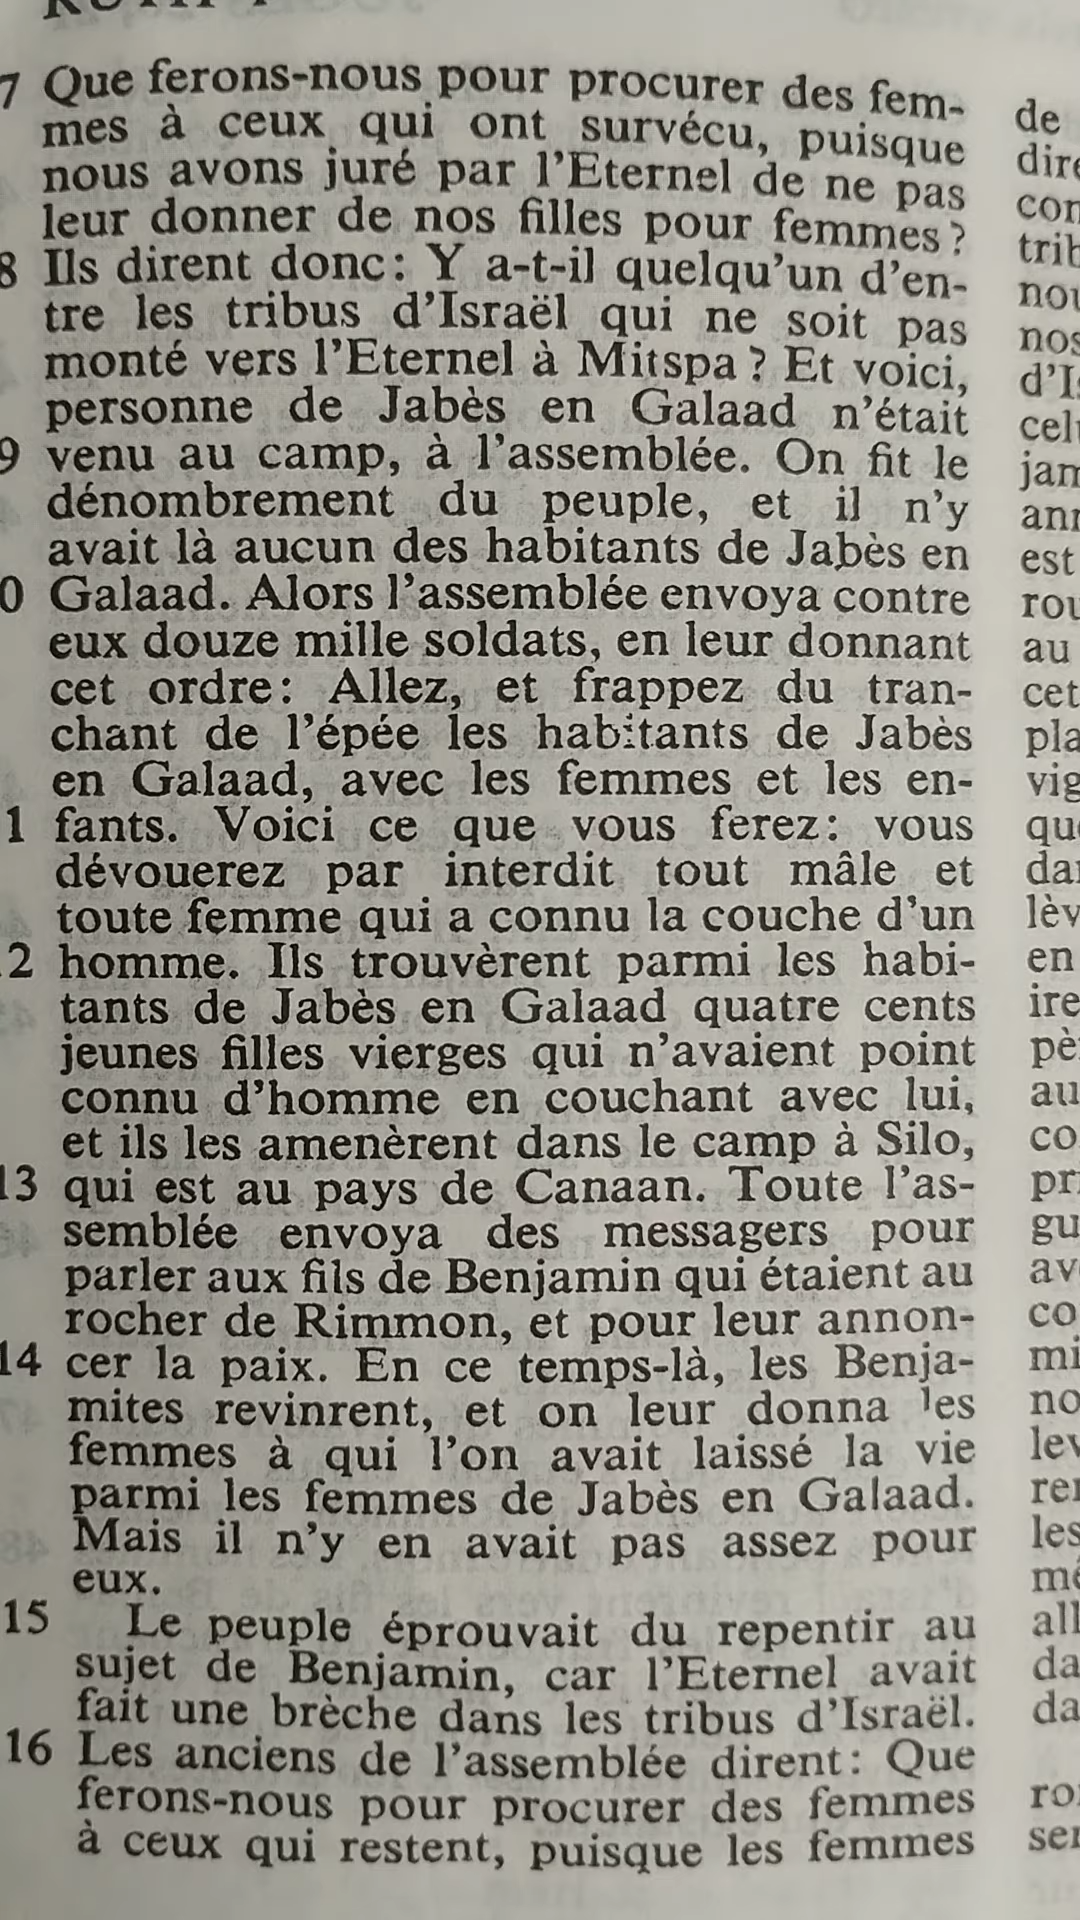 7 Que ferons-nous pour procurer des fem-
mes à ceux qui ont survécu, puisque
nous avons juré par l'Eternel de ne pas
leur donner de nos filles pour femmes?
8 Ils dirent donc: Y a-t-il quelqu'un d'en-
tre les tribus d'Israël qui ne soit pas
monté vers l'Eternel à Mitspa? Et voici,
personne de Jabès en Galaad n'était
9 venu au camp, à l'assemblée. On fit le
dénombrement du peuple, et il n'y
avait là aucun des habitants de Jabès en
0 Galaad. Alors l'assemblée envoya contre
eux douze mille soldats, en leur donnant
cet ordre: Allez, et frappez du tran-
chant de l'épée les habitants de Jabès
en Galaad, avec les femmes et les en-
1 fants. Voici ce que vous ferez: vous
dévouerez par interdit tout mâle et
toute femme qui a connu la couche d'un
2 homme. Ils trouvèrent parmi les habi-
tants de Jabès en Galaad quatre cents
jeunes filles vierges qui n'avaient point
connu d'homme en couchant avec lui,
et ils les amenèrent dans le camp à Silo,
13 qui est au pays de Canaan. Toute l'as-
semblée envoya des messagers pour
parler aux fils de Benjamin qui étaient au
rocher de Rimmon, et pour leur annon-
14 cer la paix. En ce temps-là, les Benja-
mites revinrent, et on leur donna les
femmes à qui l'on avait laissé la vie
parmi les femmes de Jabès en Galaad.
Mais il n'y en avait pas assez pour
eux.
15 Le peuple éprouvait du repentir au
sujet de Benjamin, car l'Eternel avait
fait une brèche dans les tribus d'Israël.
16 Les anciens de l'assemblée dirent: Que
ferons-nous pour procurer des femmes
à ceux qui restent, puisque les femmes
de
au
cet
en